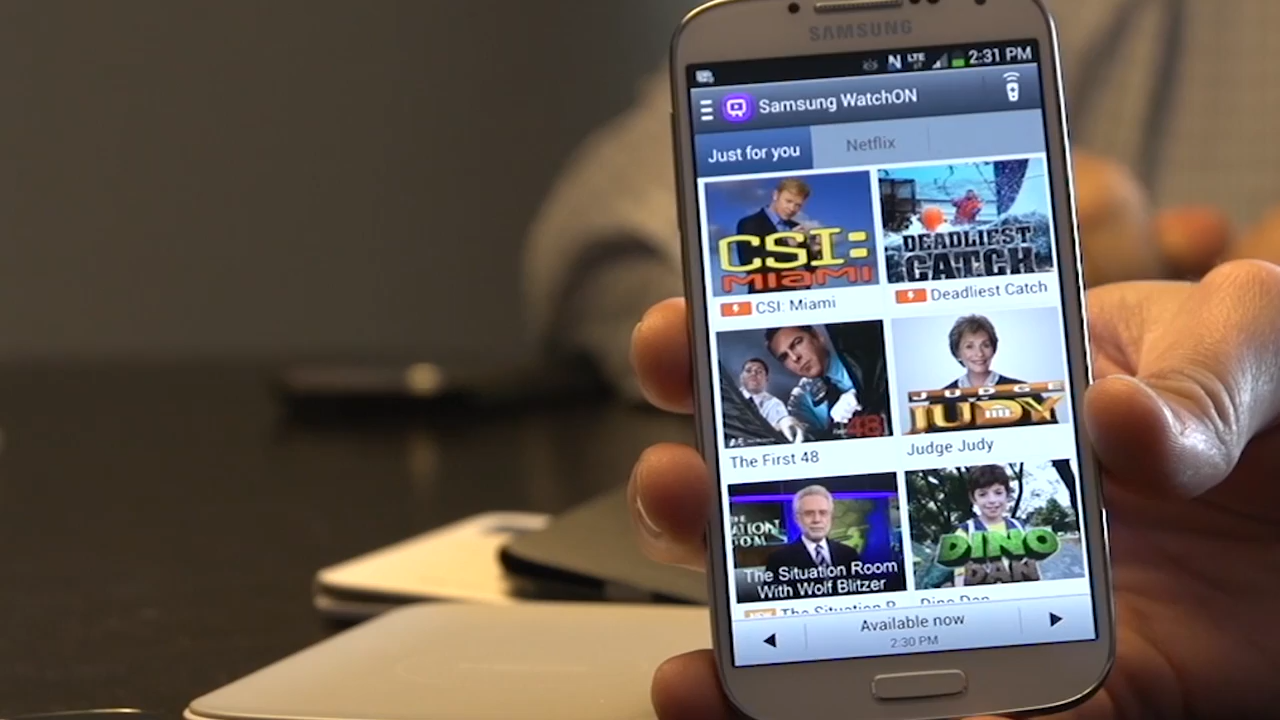 SAMSUNG
N LTE 2:31 PM
Samsung WatchON
Just for you
Netflix
CSI:
MIAMI
DEADLIEST
CATCH
CSI: Miami
Deadliest Catch
48
JUDGE
JUDY
The First 48
Judge Judy
The Situation Room
With Wolf Blitzer
DINO
DAN
Available now
2:30 PM